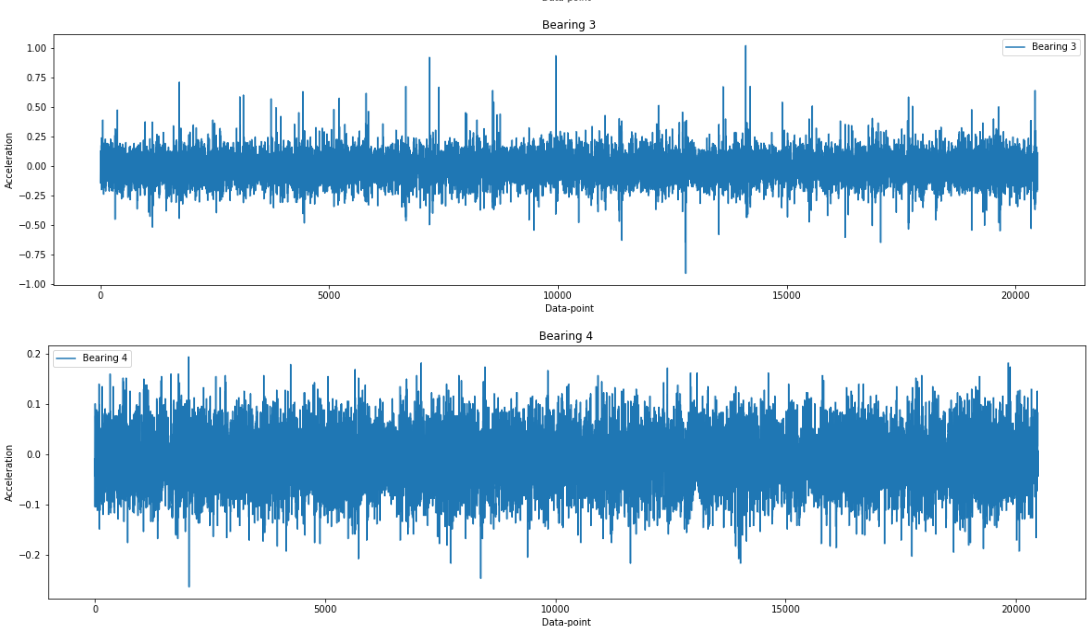 Data-point
Bearing 3
Bearing 3
1.00
0.75
0.50
0.25
0.00
−0.25
−0.50
−0.75
−1.00
Acceleration
0 5000 10000 15000 20000
Data-point
Bearing 4
Bearing 4
0.2
0.1
0.0
−0.1
−0.2
Acceleration
0 5000 10000 15000 20000
Data-point